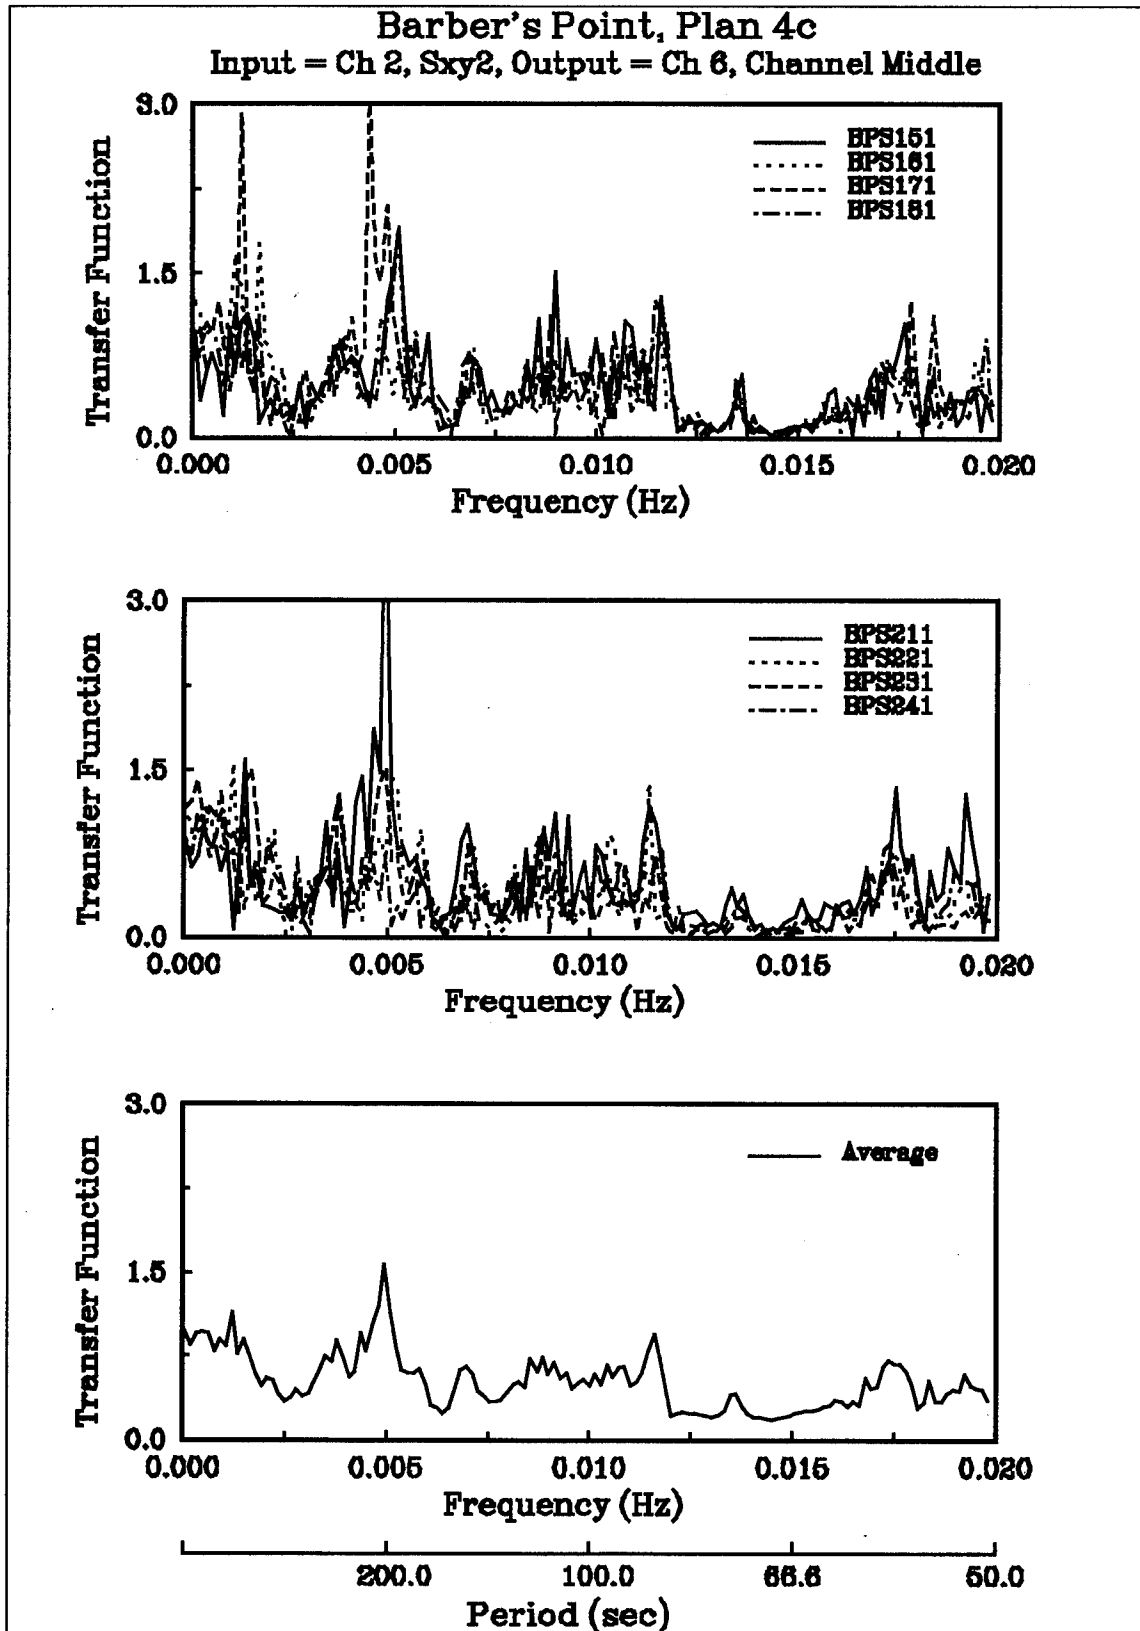 Barber's Point, Plan 4c
Input = Ch 2, Sxy2, Output = Ch 6, Channel Middle
3.0
1.5
0.0
Transfer Function
BPS151
BPS161
BPS171
BPS181
0.000 0.005 0.010 0.015 0.020
Frequency (Hz)
3.0
1.5
0.0
Transfer Function
BPS211
BPS221
BPS231
BPS241
0.000 0.005 0.010 0.015 0.020
Frequency (Hz)
3.0
1.5
0.0
Transfer Function
Average
0.000 0.005 0.010 0.015 0.020
Frequency (Hz)
200.0 100.0 66.6 50.0
Period (sec)